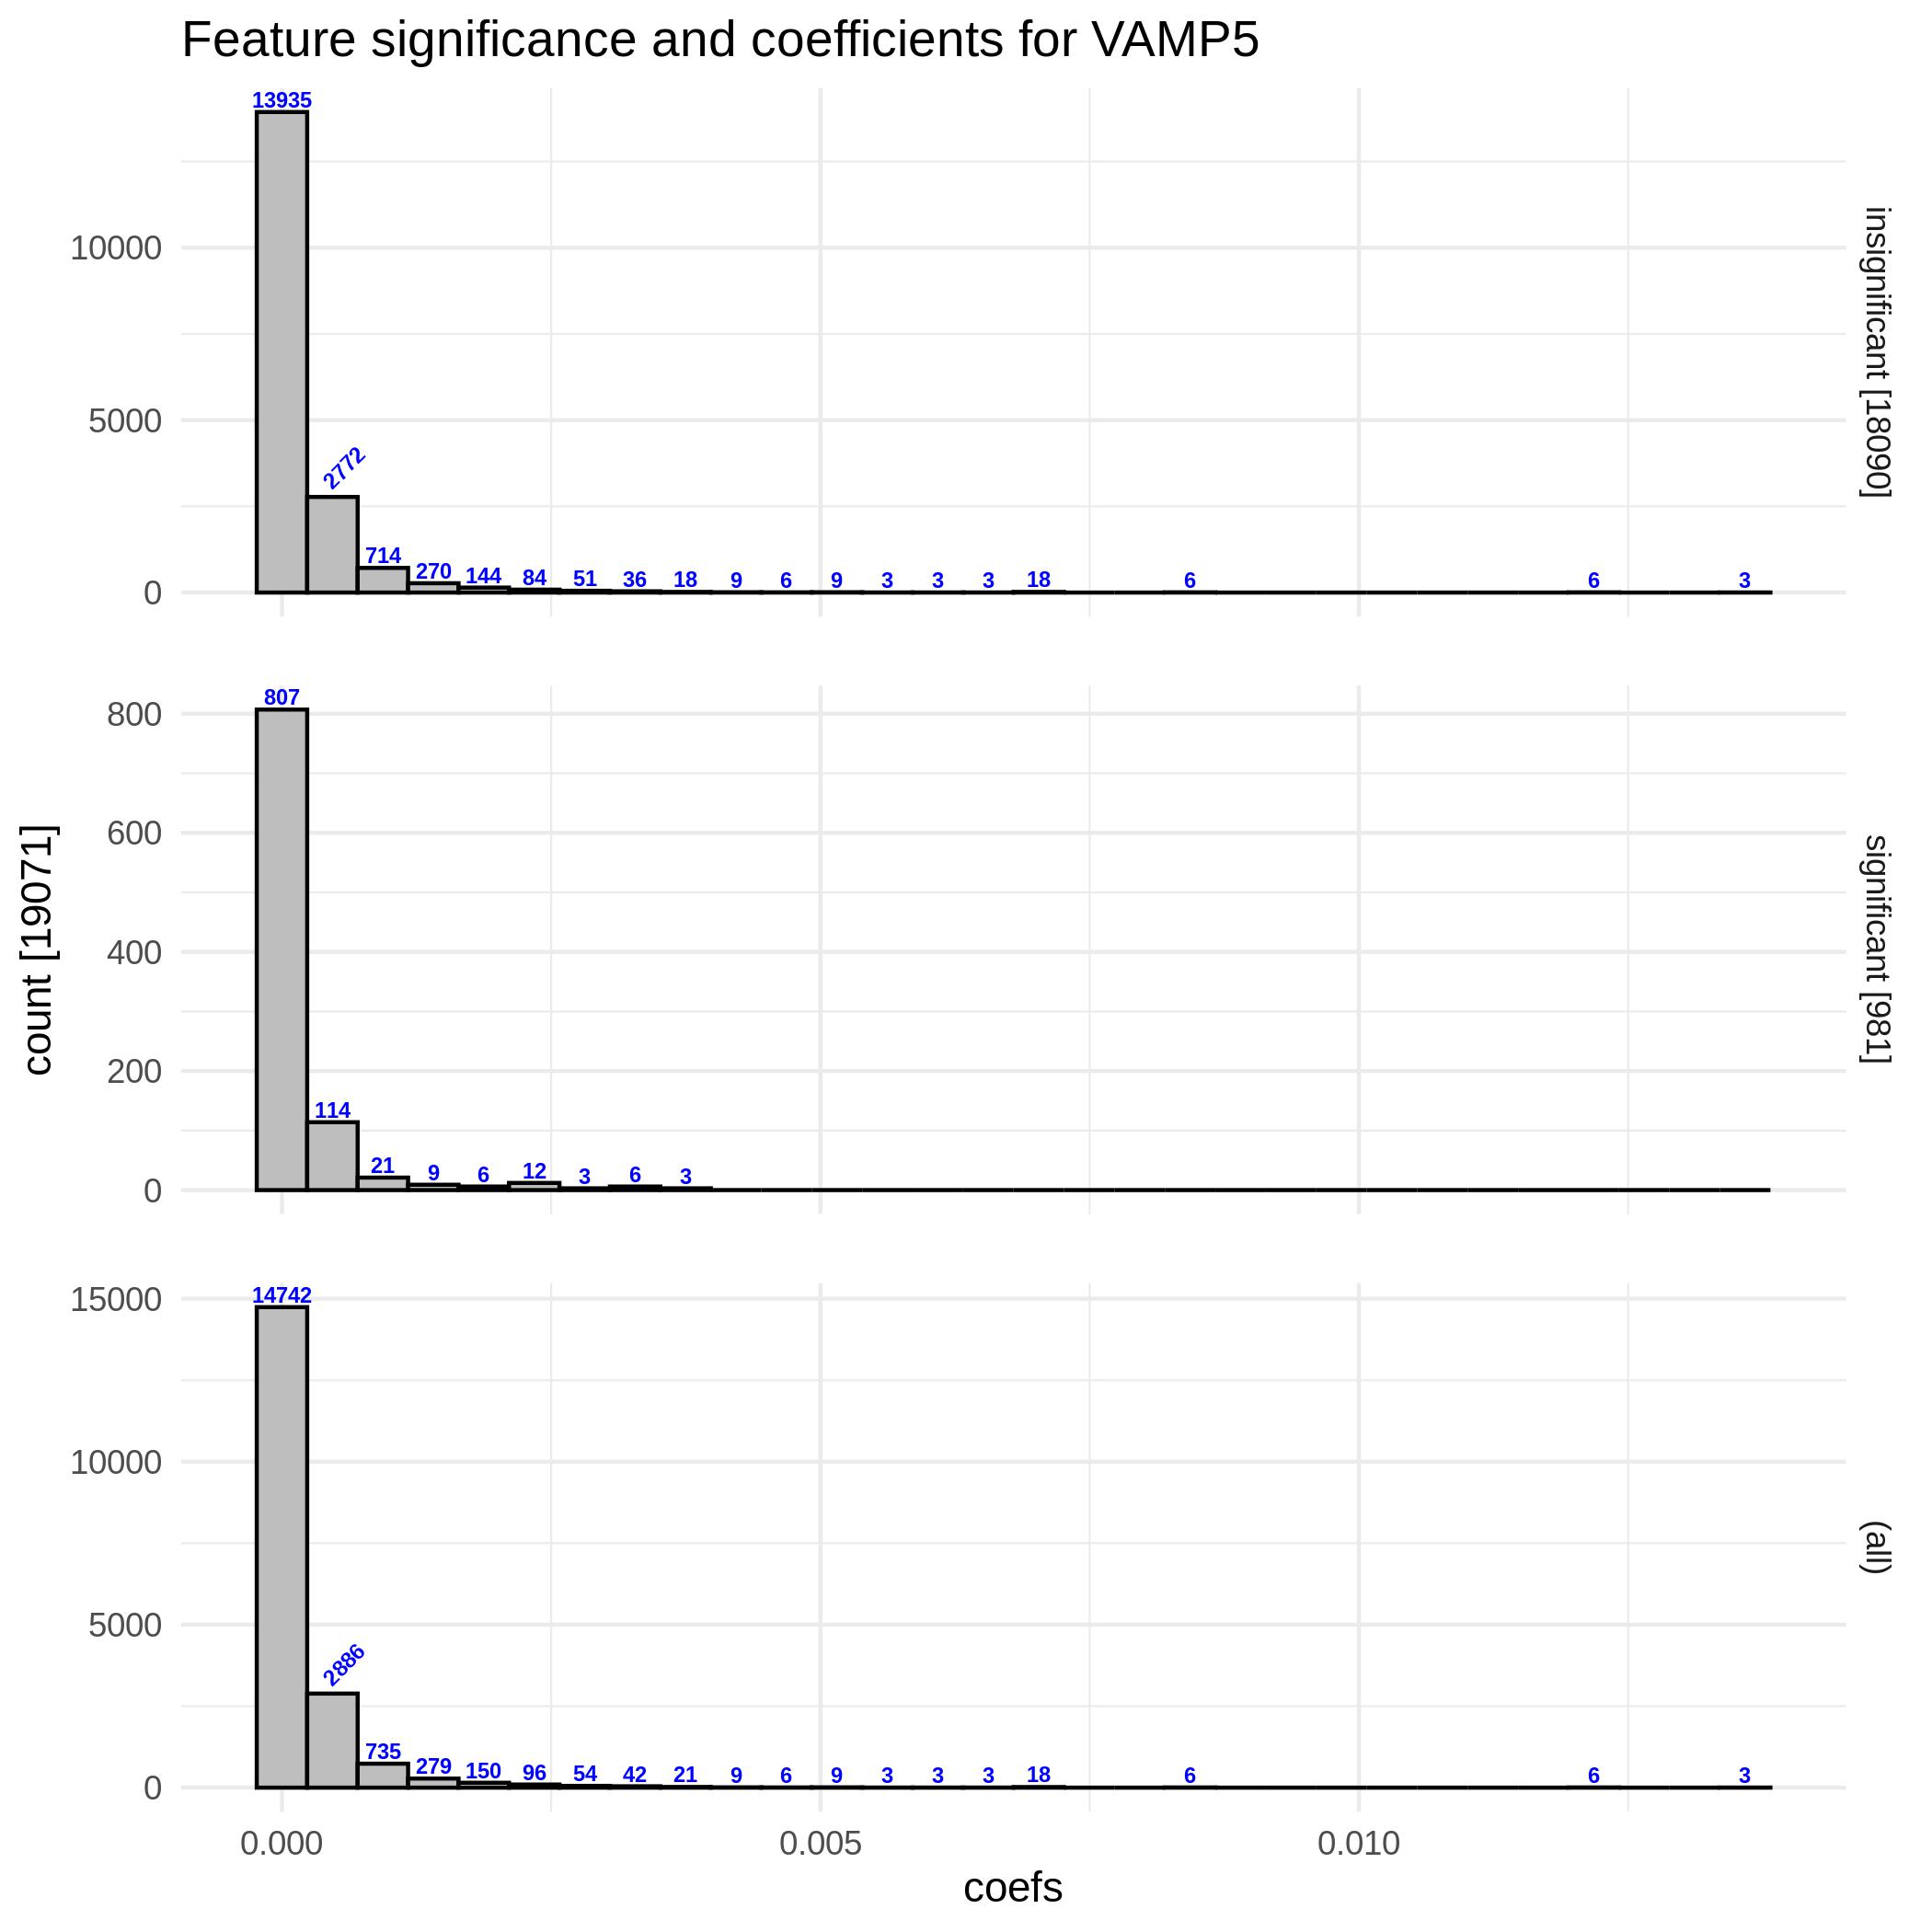 Feature significance and coefficients for VAMP5
13935
10000
5000
2772
714 270 144 84 51 36 18 9 6 9 3 3 3 18 6 6 3
0
insignificant [18090]
807
800
600
400
200
114
21 9 6 12 3 6 3
0
significant [981]
count [19071]
14742
15000
10000
5000
2886
735 279 150 96 54 42 21 9 6 9 3 3 3 18 6 6 3
0
(all)
0.000 0.005 0.010
coefs